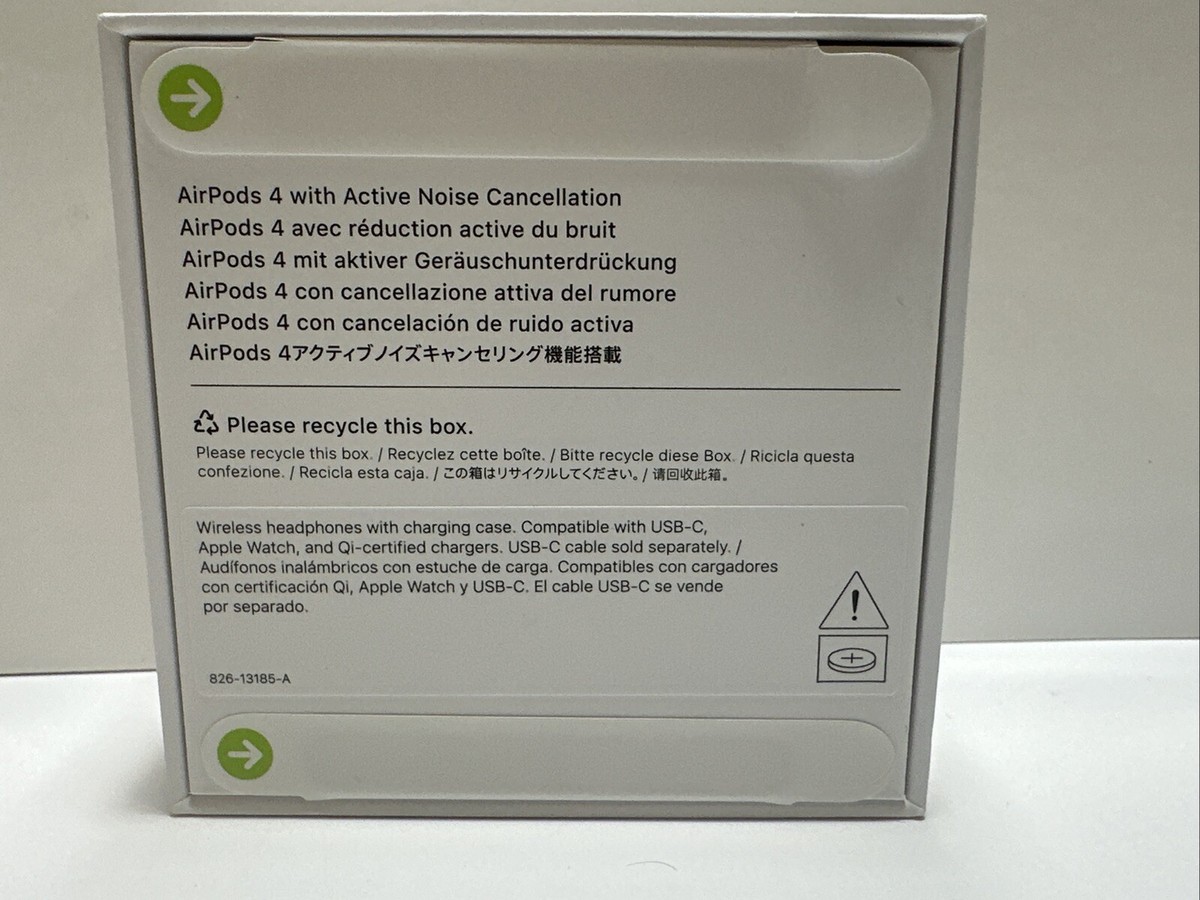 AirPods 4 with Active Noise Cancellation
AirPods 4 avec réduction active du bruit
AirPods 4 mit aktiver Geräuschunterdrückung
AirPods 4 con cancellazione attiva del rumore
AirPods 4 con cancelación de ruido activa
AirPods 4アクティブノイズキャンセリング機能搭載
Please recycle this box.
Please recycle this box. / Recyclez cette boîte. / Bitte recycle diese Box. / Ricicla questa
confezione. / Recicla esta caja. / この箱はリサイクルしてください。/ 请回收此箱。
Wireless headphones with charging case. Compatible with USB-C,
Apple Watch, and Qi-certified chargers. USB-C cable sold separately. /
Audífonos inalámbricos con estuche de carga. Compatibles con cargadores
con certificación Qi, Apple Watch y USB-C. El cable USB-C se vende
por separado.
826-13185-A